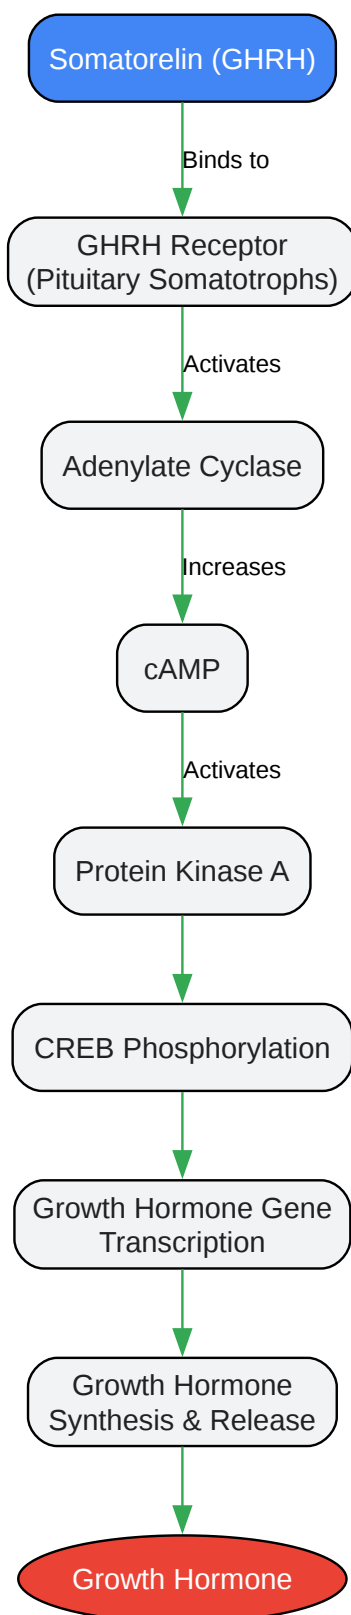 Somatorelin (GHRH)
Binds to
GHRH Receptor
(Pituitary Somatotrophs)
Activates
Adenylate Cyclase
Increases
cAMP
Activates
Protein Kinase A
CREB Phosphorylation
Growth Hormone Gene
Transcription
Growth Hormone
Synthesis & Release
Growth Hormone